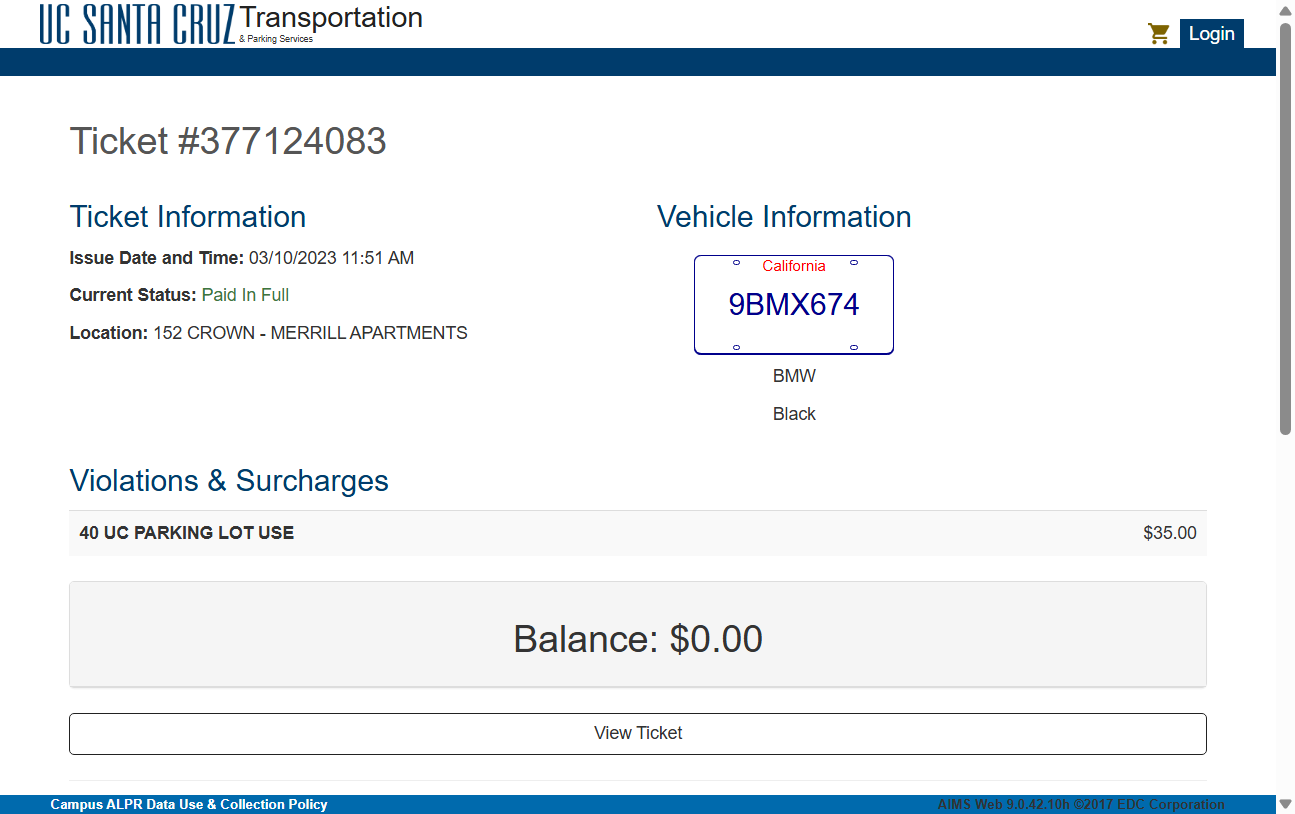 UC SANTA CRUZ Transportation
& Parking Services
Login
Ticket #377124083
Ticket Information
Issue Date and Time: 03/10/2023 11:51 AM
Current Status: Paid In Full
Location: 152 CROWN - MERRILL APARTMENTS
Vehicle Information
California
9BMX674
BMW
Black
Violations & Surcharges
40 UC PARKING LOT USE $35.00
Balance: $0.00
View Ticket
Campus ALPR Data Use & Collection Policy
AIMS Web 9.0.42.10h ©2017 EDC Corporation